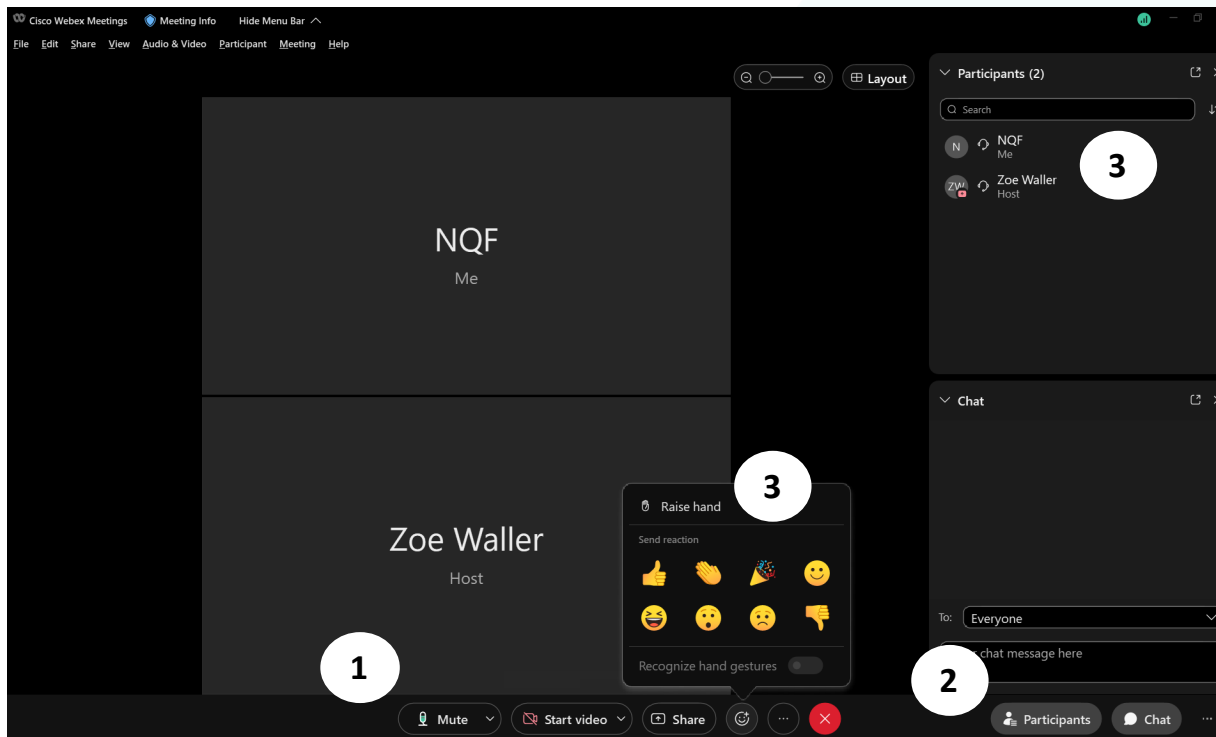 Cisco Webex Meetings Meeting Info Hide Menu Bar
File Edit Share View Audio & Video Participant Meeting Help
Layout
Participants (2)
Search
N NQF
Me
3
ZW Zoe Waller
Host
NQF
Me
Chat
3
Raise hand
Send reaction
Zoe Waller
Host
To: Everyone
chat message here
Recognize hand gestures
1
2
Mute Start video Share Participants Chat